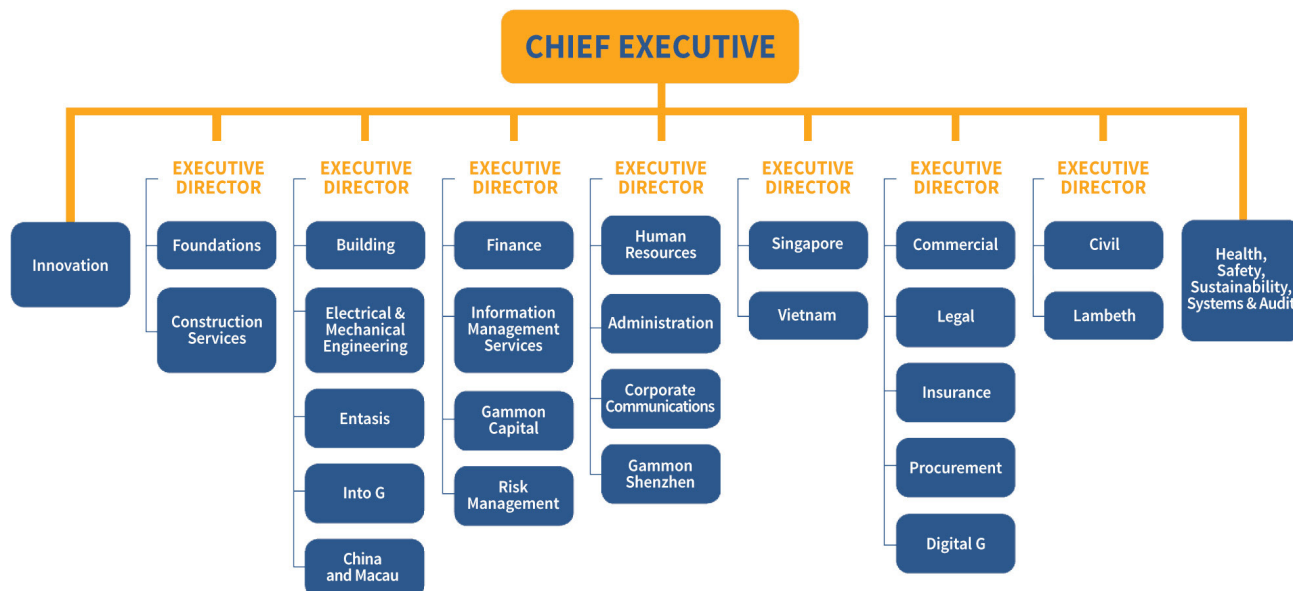 CHIEF EXECUTIVE
Innovation
EXECUTIVE
DIRECTOR
Foundations
Construction
Services
EXECUTIVE
DIRECTOR
Building
Electrical &
Mechanical
Engineering
Entasis
Into G
China
and Macau
EXECUTIVE
DIRECTOR
Finance
Information
Management
Services
Gammon
Capital
Risk
Management
EXECUTIVE
DIRECTOR
Human
Resources
Administration
Corporate
Communications
Gammon
Shenzhen
EXECUTIVE
DIRECTOR
Singapore
Vietnam
EXECUTIVE
DIRECTOR
Commercial
Legal
Insurance
Procurement
Digital G
EXECUTIVE
DIRECTOR
Civil
Lambeth
Health,
Safety,
Sustainability,
Systems & Audit